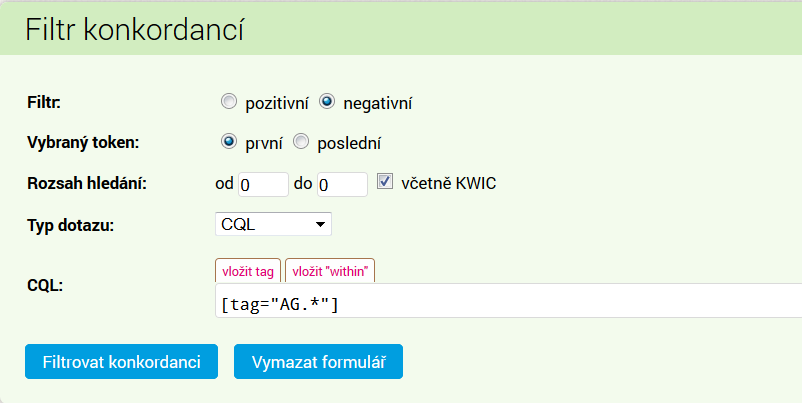 Filtr konkordancí
Filtr: pozitivní negativní
Vybraný token: první poslední
Rozsah hledání: od 0 do 0 včetně KWIC
Typ dotazu: CQL
vložit tag vložit "within"
CQL:
[tag="AG.*"]
Filtrovat konkordanci Vymazat formulář